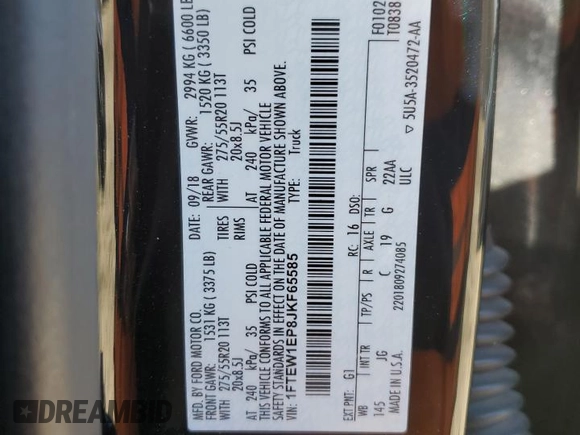 MFD. BY FORD MOTOR CO.
DATE: 09/18 GVWR: 2994 KG ( 6600 LB
FRONT GAWR: 1531 KG ( 3375 LB) REAR GAWR: 1520 KG ( 3350 LB)
WITH 275/55R20 113T TIRES WITH 275/55R20 113T
20x8.5J RIMS 20x8.5J
AT 240 kPa/ 35 PSI COLD AT 240 kPa/ 35 PSI COLD
THIS VEHICLE CONFORMS TO ALL APPLICABLE FEDERAL MOTOR VEHICLE
SAFETY STANDARDS IN EFFECT ON THE DATE OF MANUFACTURE SHOWN ABOVE.
VIN: 1FTEW1EP8JKF65585 TYPE: Truck
F0102
T0838
EXT PNT: G1 RC: 16 DSO:
WB INT TR TP/PS R AXLE TR SPR
145 JG C 19 G 22AA
MADE IN U.S.A. 2201809274085 ULC
5U5A-3520472-AA
DREAMBID